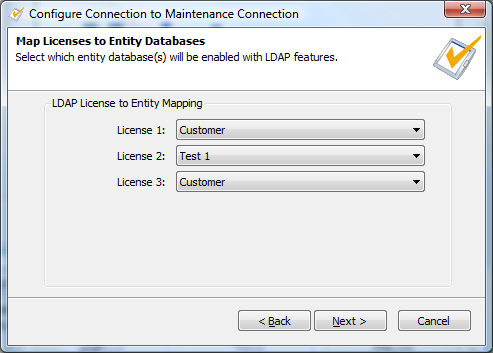 Configure Connection to Maintenance Connection
Map Licenses to Entity Databases
Select which entity database(s) will be enabled with LDAP features.
LDAP License to Entity Mapping
License 1: Customer
License 2: Test 1
License 3: Customer
< Back Next > Cancel